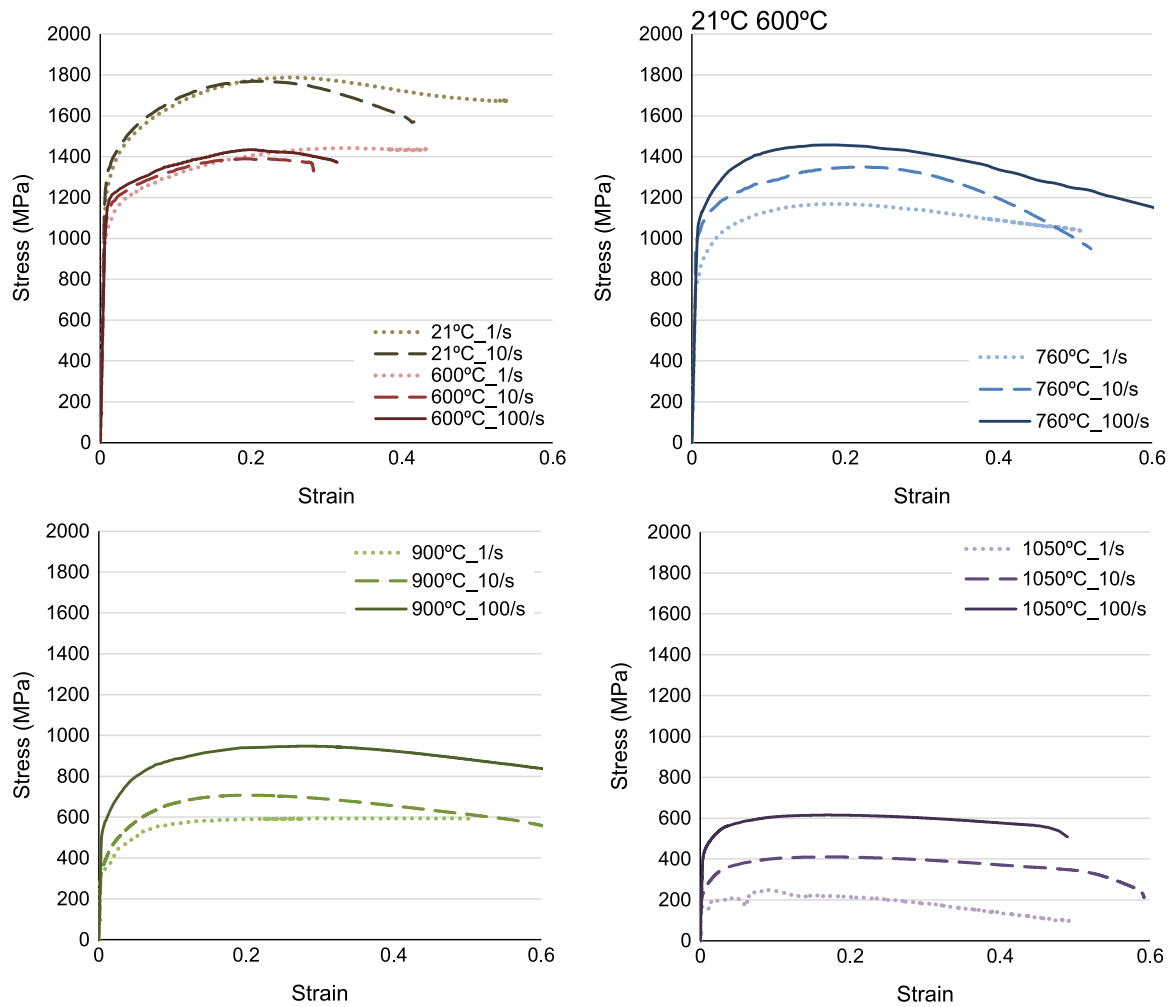 2000
1800
1600
1400
1200
1000
800
600
400
200
0
Stress (MPa)
21ºC_1/s
21ºC_10/s
600ºC_1/s
600ºC_10/s
600ºC_100/s
0 0.2 0.4 0.6
Strain
21ºC 600ºC
2000
1800
1600
1400
1200
1000
800
600
400
200
0
Stress (MPa)
760ºC_1/s
760ºC_10/s
760ºC_100/s
0 0.2 0.4 0.6
Strain
2000
1800
1600
1400
1200
1000
800
600
400
200
0
Stress (MPa)
900ºC_1/s
900ºC_10/s
900ºC_100/s
0 0.2 0.4 0.6
Strain
2000
1800
1600
1400
1200
1000
800
600
400
200
0
Stress (MPa)
1050ºC_1/s
1050ºC_10/s
1050ºC_100/s
0 0.2 0.4 0.6
Strain